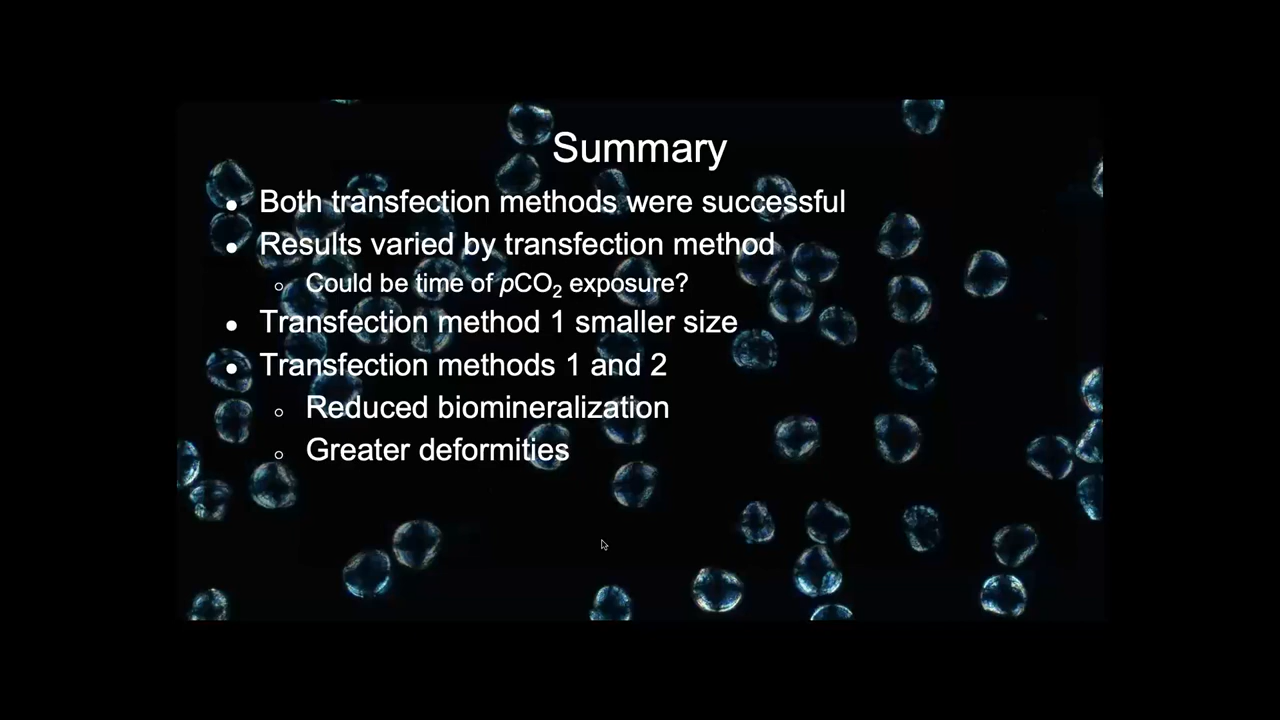 Summary
Both transfection methods were successful
Results varied by transfection method
Could be time of pCO₂ exposure?
Transfection method 1 smaller size
Transfection methods 1 and 2
Reduced biomineralization
Greater deformities